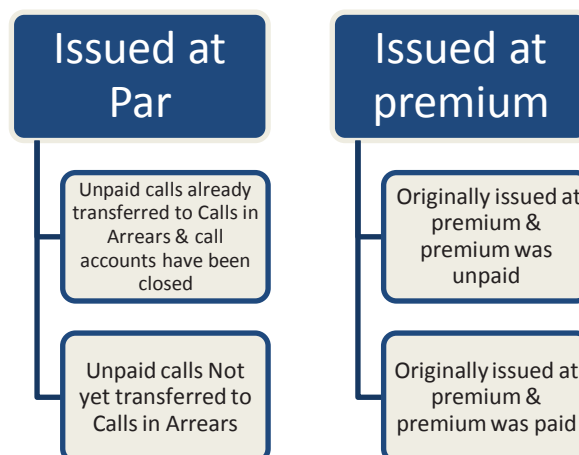 Issued at
Par
Unpaid calls already
transferred to Calls in
Arrears & call
accounts have been
closed
Unpaid calls Not
yet transferred to
Calls in Arrears
Issued at
premium
Originally issued at
premium &
premium was
unpaid
Originally issued at
premium &
premium was paid